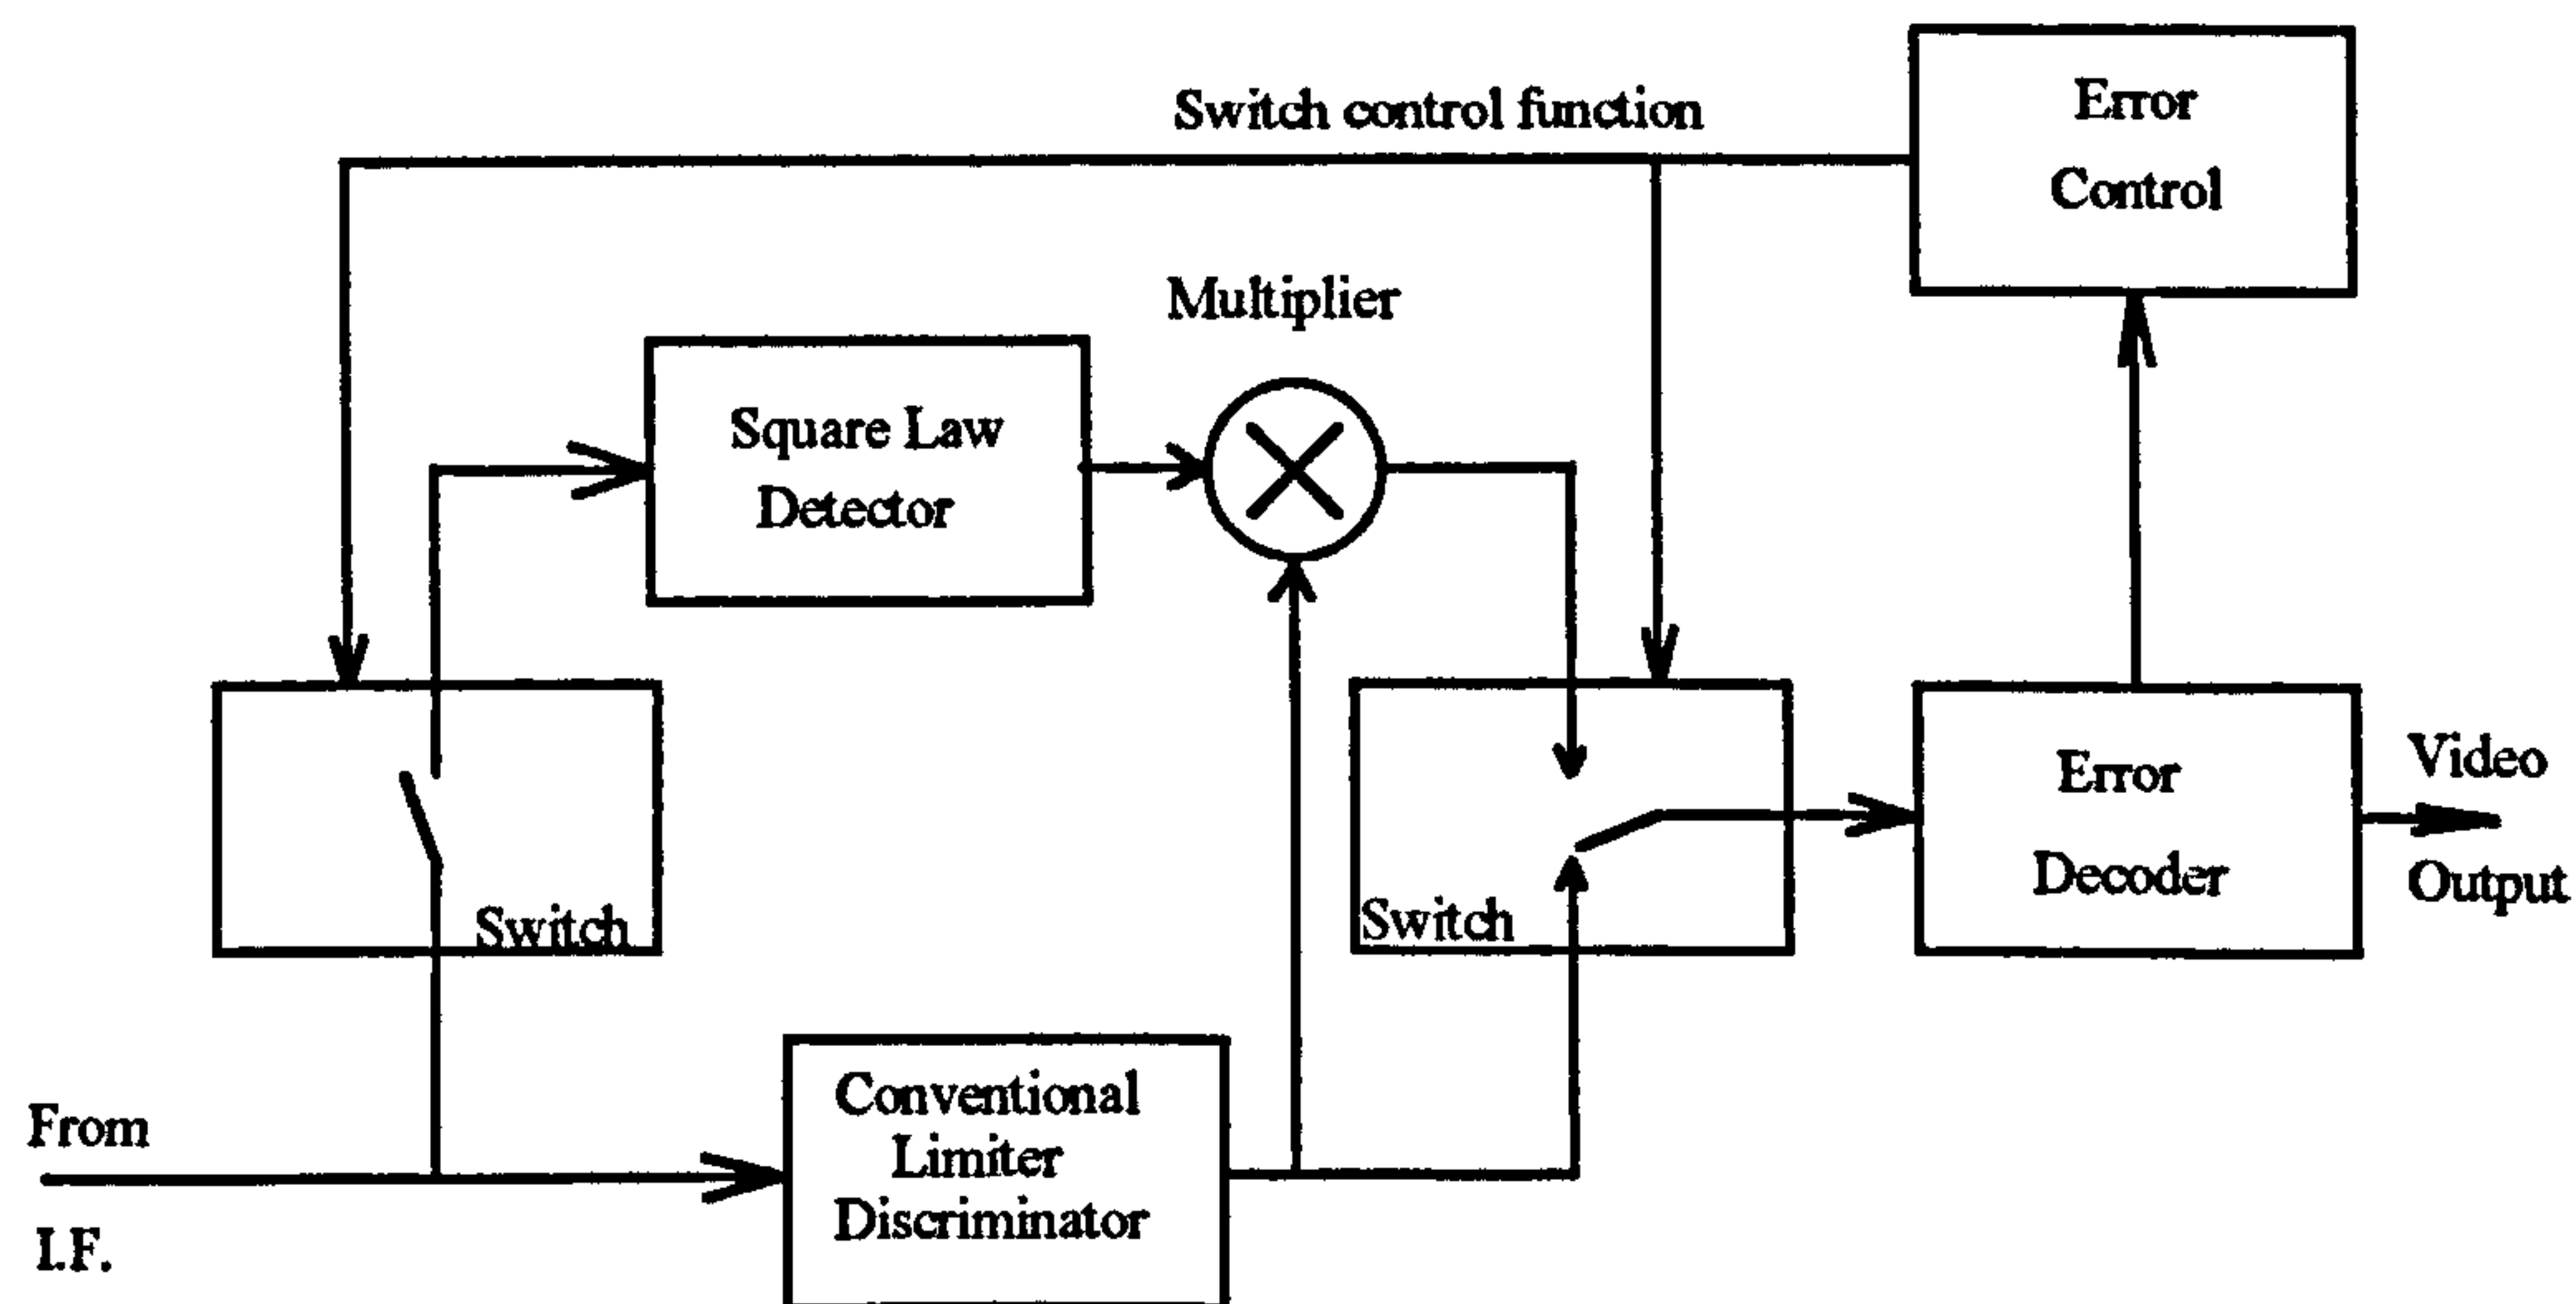 Error
Control
Switch control function
Multiplier
Square Law
Detector
Switch
Switch
Error
Decoder
Video
Output
From
I.F.
Conventional
Limiter
Discriminator